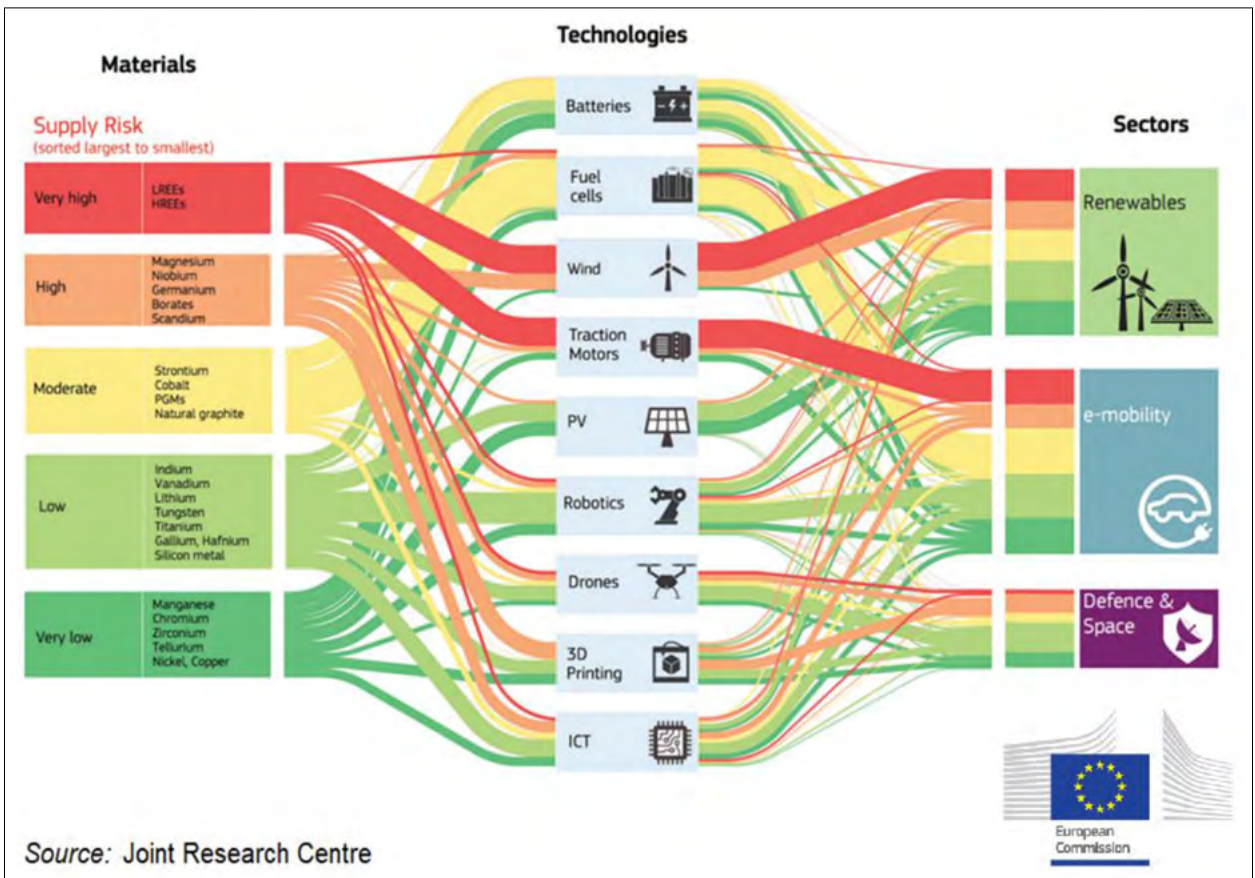 Materials
Technologies
Sectors
Supply Risk
(sorted largest to smallest)
Very high
LREEs
HREEs
High
Magnesium
Niobium
Germanium
Borates
Scandium
Moderate
Strontium
Cobalt
PGMs
Natural graphite
Low
Indium
Vanadium
Lithium
Tungsten
Titanium
Gallium, Hafnium
Silicon metal
Very low
Manganese
Chromium
Zirconium
Tellurium
Nickel, Copper
Batteries
Fuel
cells
Wind
Traction
Motors
PV
Robotics
Drones
3D
Printing
ICT
Renewables
e-mobility
Defence &
Space
European
Commission
Source: Joint Research Centre